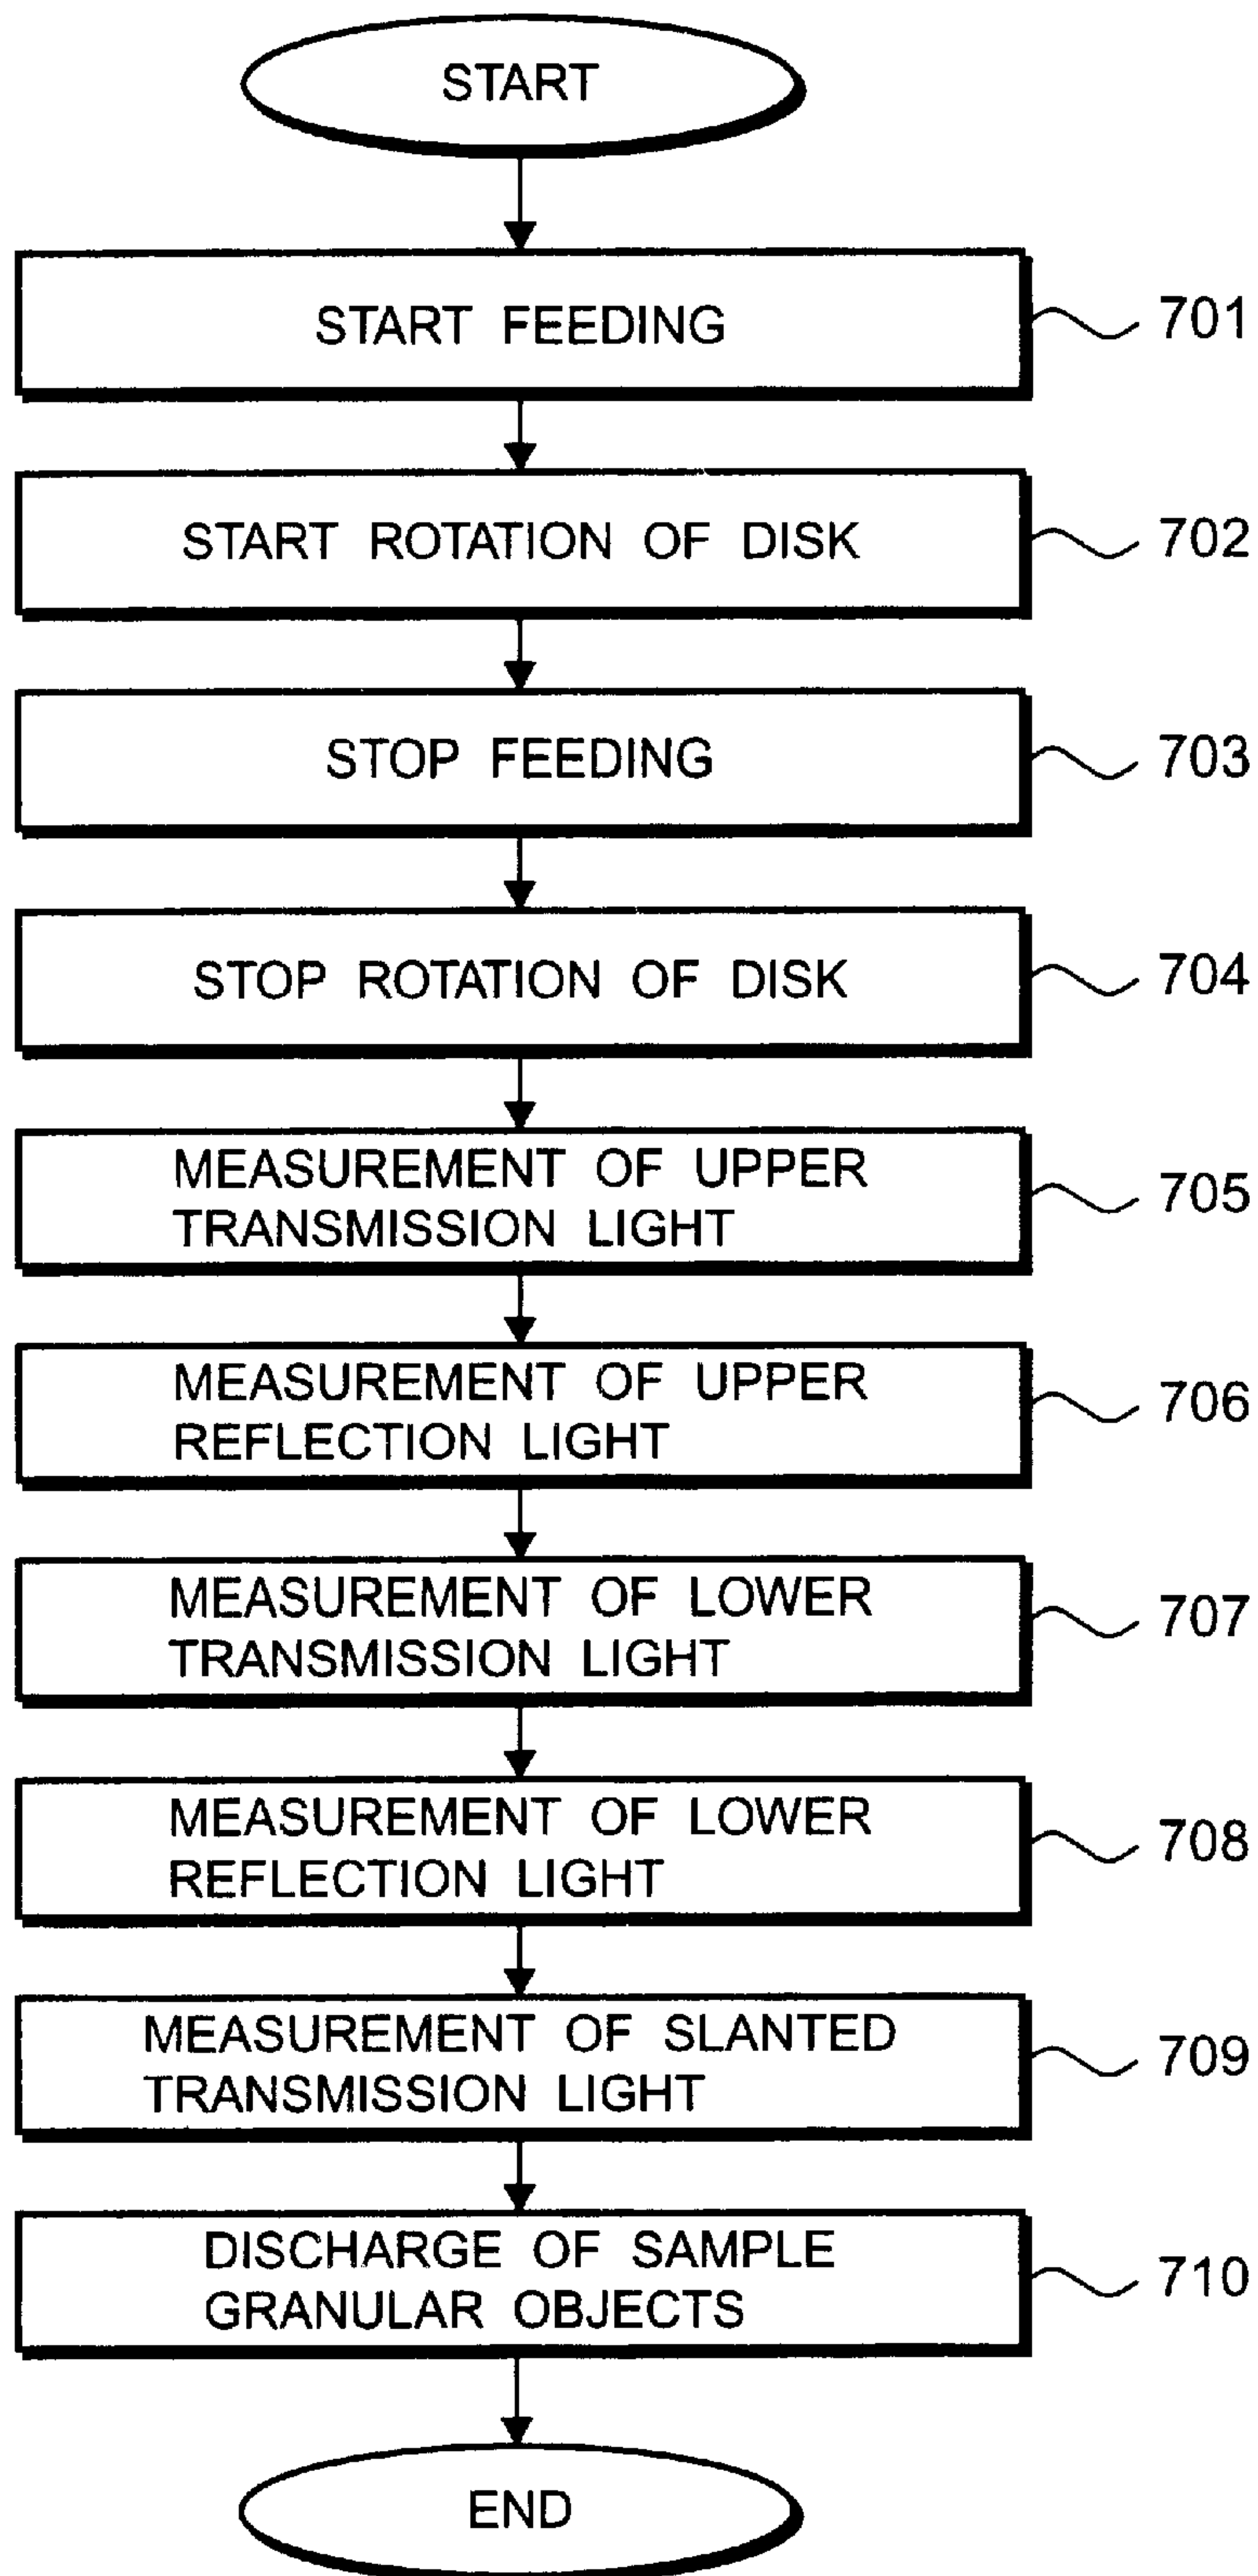 START
START FEEDING
701
START ROTATION OF DISK
702
STOP FEEDING
703
STOP ROTATION OF DISK
704
MEASUREMENT OF UPPER
TRANSMISSION LIGHT
705
MEASUREMENT OF UPPER
REFLECTION LIGHT
706
MEASUREMENT OF LOWER
TRANSMISSION LIGHT
707
MEASUREMENT OF LOWER
REFLECTION LIGHT
708
MEASUREMENT OF SLANTED
TRANSMISSION LIGHT
709
DISCHARGE OF SAMPLE
GRANULAR OBJECTS
710
END